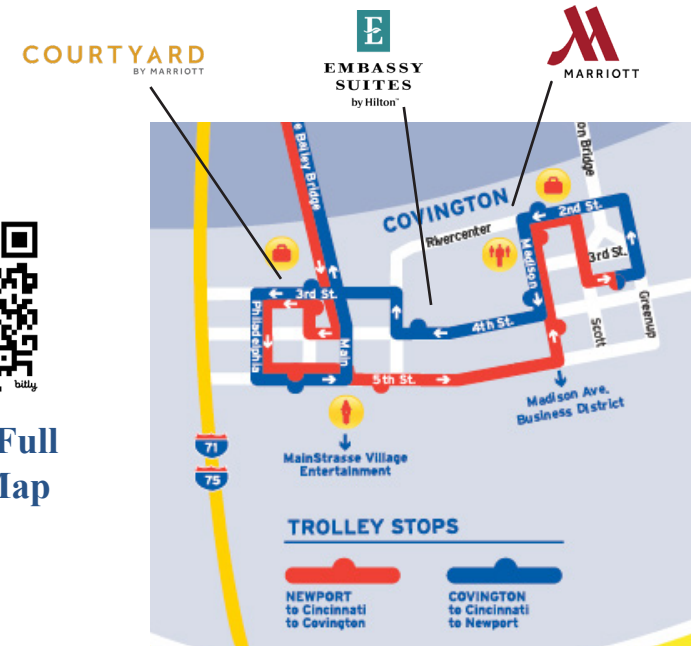 COURTYARD
BY MARRIOTT
E
EMBASSY
SUITES
by Hilton™
MARRIOTT
Bailey Bridge
Bridge
COVINGTON
2nd St.
Rivercenter
Madison
3rd St.
3rd St.
Philadelphia
Main
4th St.
Scott
Greenup
5th St.
Madison Ave.
Business District
bitly
Full
Map
71
75
MainStrasse Village
Entertainment
TROLLEY STOPS
NEWPORT
to Cincinnati
to Covington
COVINGTON
to Cincinnati
to Newport